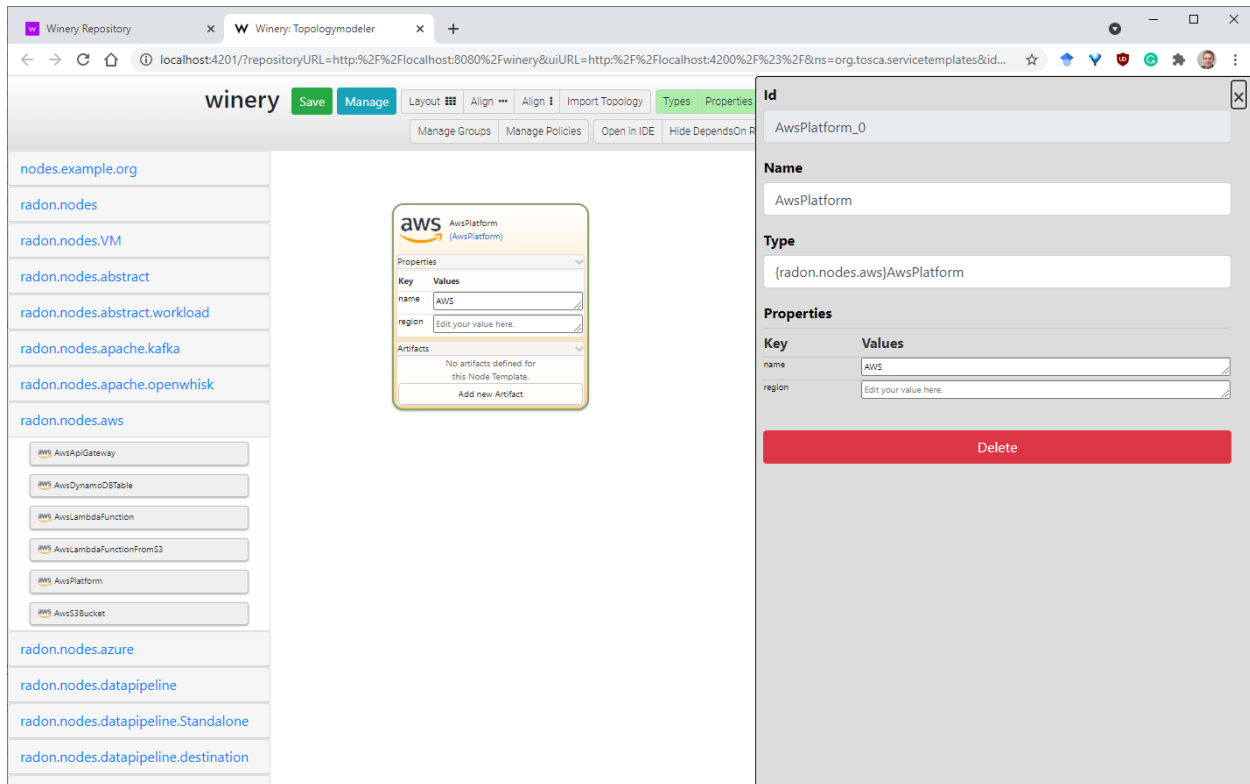 Winery Repository
Winery: Topologymodeler
localhost:4201/?repositoryURL=http:%2F%2Flocalhost:8080%2Fwinery&uiURL=http:%2F%2Flocalhost:4200%2F%23%2F&ns=org.tosca.servicetemplates&id...
winery
Save
Manage
Layout
Align
Align
Import Topology
Types
Properties
Manage Groups
Manage Policies
Open in IDE
Hide DependsOn R
nodes.example.org
radon.nodes
radon.nodes.VM
radon.nodes.abstract
radon.nodes.abstract.workload
radon.nodes.apache.kafka
radon.nodes.apache.openwhisk
radon.nodes.aws
aws AwsApiGateway
aws AwsDynamoDBTable
aws AwsLambdaFunction
aws AwsLambdaFunctionFromS3
aws AwsPlatform
aws AwsS3Bucket
radon.nodes.azure
radon.nodes.datapipeline
radon.nodes.datapipeline.Standalone
radon.nodes.datapipeline.destination
aws AwsPlatform
(AwsPlatform)
Properties
Key Values
name AWS
region Edit your value here.
Artifacts
No artifacts defined for
this Node Template.
Add new Artifact
Id
AwsPlatform_0
Name
AwsPlatform
Type
{radon.nodes.aws}AwsPlatform
Properties
Key Values
name AWS
region Edit your value here.
Delete